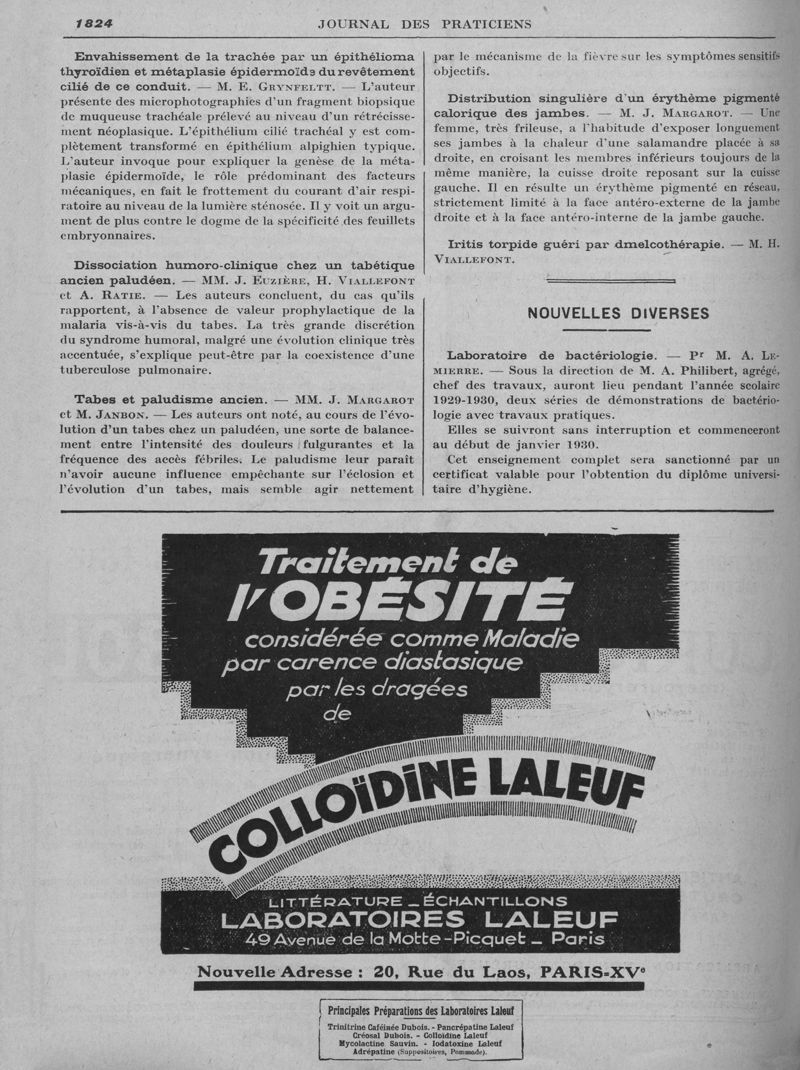 1824
JOURNAL DES PRATICIENS
Envahissement de la trachée par un épithélioma
thyroïdien et métaplasie épidermoïde du revêtement
cilié de ce conduit. — M. E. GRYNFELTT. — L'auteur
présente des microphotographies d'un fragment biopsique
de muqueuse trachéale prélevé au niveau d'un rétrécisse-
ment néoplasique. L'épithélium cilié trachéal y est com-
plètement transformé en épithélium alpighien typique.
L'auteur invoque pour expliquer la genèse de la méta-
plasie épidermoïde, le rôle prédominant des facteurs
mécaniques, en fait le frottement du courant d'air respi-
ratoire au niveau de la lumière sténosée. Il y voit un argu-
ment de plus contre le dogme de la spécificité des feuillets
embryonnaires.
Dissociation humoro-clinique chez un tabétique
ancien paludéen. — MM. J. EUZIÈRE, H. VIALLEFONT
et A. RATIE. — Les auteurs concluent, du cas qu'ils
rapportent, à l'absence de valeur prophylactique de la
malaria vis-à-vis du tabes. La très grande discrétion
du syndrome humoral, malgré une évolution clinique très
accentuée, s'explique peut-être par la coexistence d'une
tuberculose pulmonaire.
Tabes et paludisme ancien. — MM. J. MARGAROT
et M. JANBON. — Les auteurs ont noté, au cours de l'évo-
lution d'un tabes chez un paludéen, une sorte de balance-
ment entre l'intensité des douleurs fulgurantes et la
fréquence des accès fébriles. Le paludisme leur paraît
n'avoir aucune influence empêchante sur l'éclosion et
l'évolution d'un tabes, mais semble agir nettement
par le mécanisme de la fièvre sur les symptômes sensitifs
objectifs.
Distribution singulière d'un érythème pigmenté
calorique des jambes. — M. J. MARGAROT. — Une
femme, très frileuse, a l'habitude d'exposer longuement
ses jambes à la chaleur d'une salamandre placée à sa
droite, en croisant les membres inférieurs toujours de la
même manière, la cuisse droite reposant sur la cuisse
gauche. Il en résulte un érythème pigmenté en réseau,
strictement limité à la face antéro-externe de la jambe
droite et à la face antéro-interne de la jambe gauche.
Iritis torpide guéri par dmelcothérapie. — M. H.
VIALLEFONT.
NOUVELLES DIVERSES
Laboratoire de bactériologie. — Pr M. A. LE-
MIERRE. — Sous la direction de M. A. Philibert, agrégé,
chef des travaux, auront lieu pendant l'année scolaire
1929-1930, deux séries de démonstrations de bactério-
logie avec travaux pratiques.
Elles se suivront sans interruption et commenceront
au début de janvier 1930.
Cet enseignement complet sera sanctionné par un
certificat valable pour l'obtention du diplôme universi-
taire d'hygiène.
Traitement de
l'OBÉSITÉ
considérée comme Maladie
par carence diastasique
par les dragées
de
COLLOÏDINE LALEUF
LITTÉRATURE _ ÉCHANTILLONS
LABORATOIRES LALEUF
49 Avenue de la Motte-Picquet _ Paris
Nouvelle Adresse : 20, Rue du Laos, PARIS-XVe
Principales Préparations des Laboratoires Laleuf
Trinitrine Caféinée Dubois. - Pancrépatine Laleuf
Créosal Dubois. - Colloïdine Laleuf
Mycolactine Sauvin. - Iodatoxine Laleuf
Adrépatine (Suppositoires, Pommade).